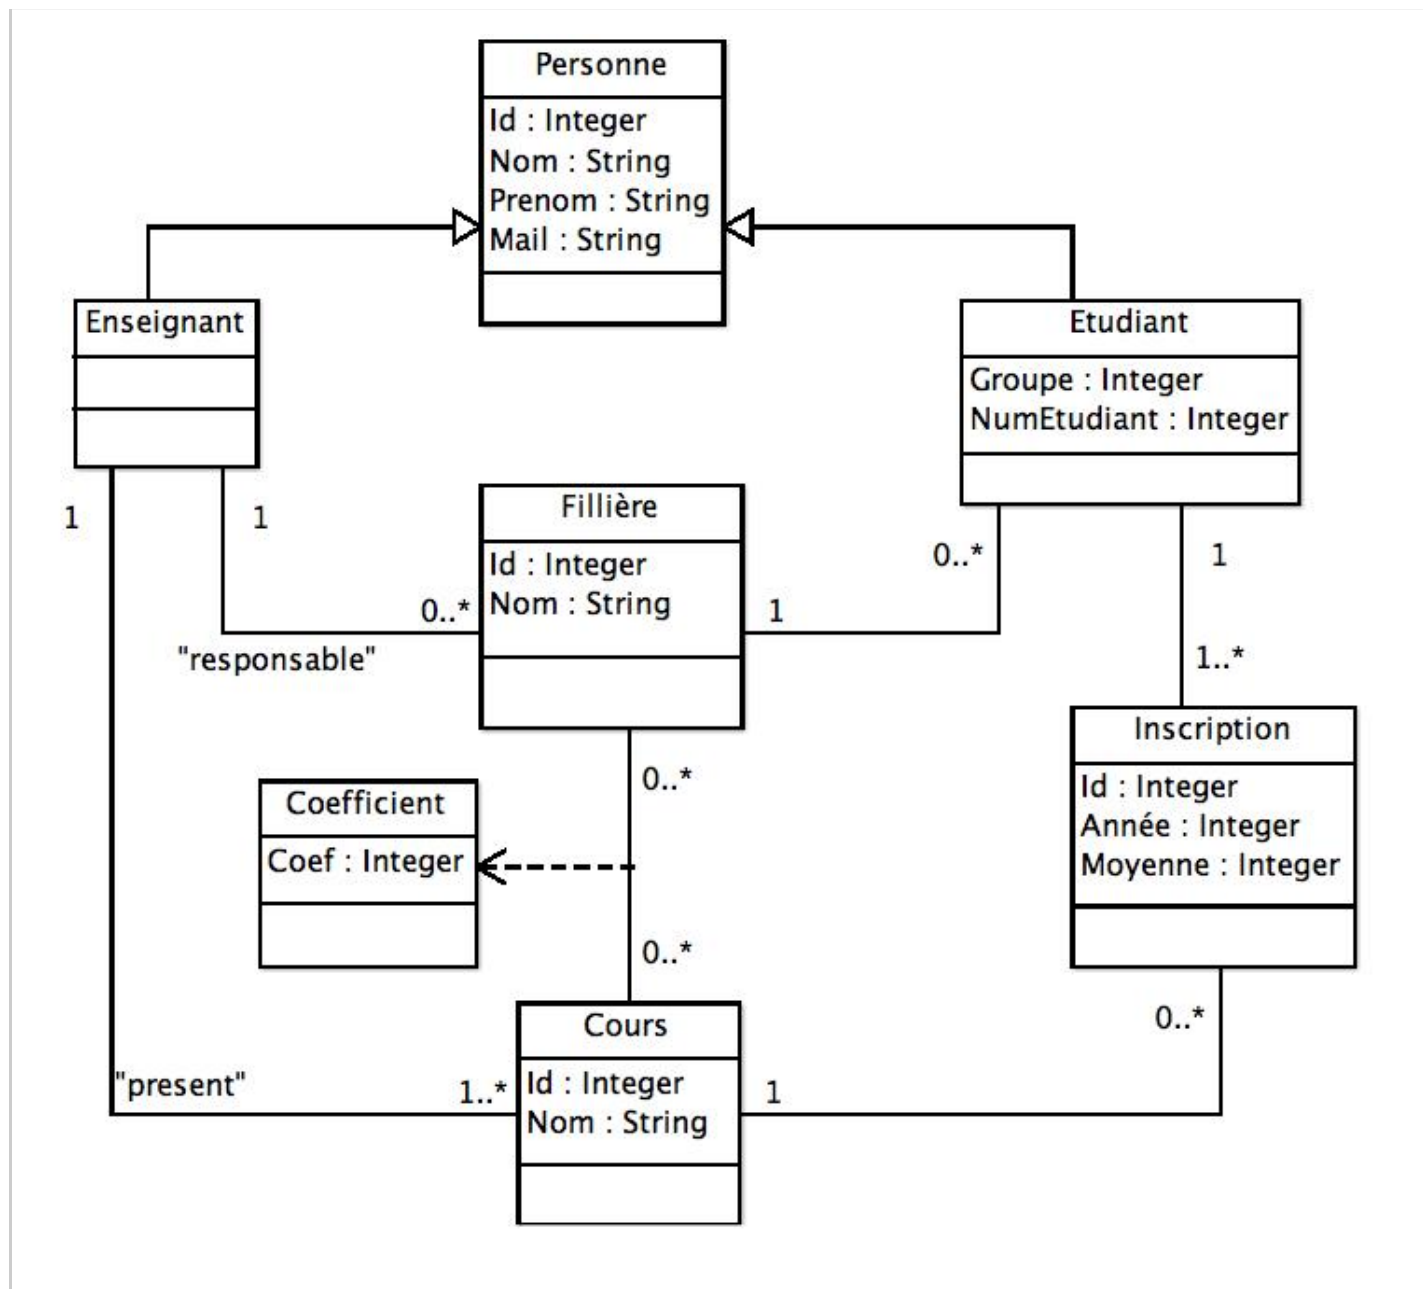 Personne
Id : Integer
Nom : String
Prenom : String
Mail : String
Enseignant
Etudiant
Groupe : Integer
NumEtudiant : Integer
1
1
Fillière
Id : Integer
Nom : String
0..*
"responsable"
1
0..*
1
1..*
Inscription
Id : Integer
Année : Integer
Moyenne : Integer
0..*
Coefficient
Coef : Integer
0..*
Cours
Id : Integer
Nom : String
"present"
1..*
1
0..*